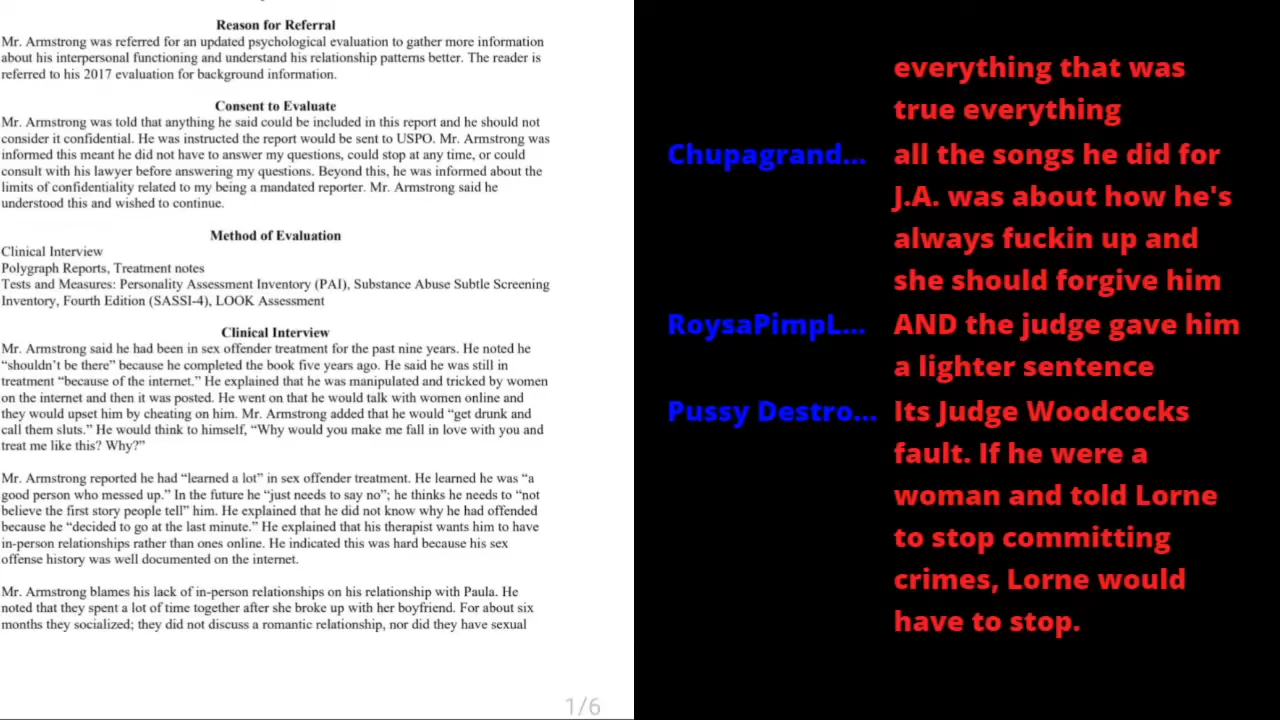 Reason for Referral
Mr. Armstrong was referred for an updated psychological evaluation to gather more information
about his interpersonal functioning and understand his relationship patterns better. The reader is
referred to his 2017 evaluation for background information.
Consent to Evaluate
Mr. Armstrong was told that anything he said could be included in this report and he should not
consider it confidential. He was instructed the report would be sent to USPO. Mr. Armstrong was
informed this meant he did not have to answer my questions, could stop at any time, or could
consult with his lawyer before answering my questions. Beyond this, he was informed about the
limits of confidentiality related to my being a mandated reporter. Mr. Armstrong said he
understood this and wished to continue.
Method of Evaluation
Clinical Interview
Polygraph Reports, Treatment notes
Tests and Measures: Personality Assessment Inventory (PAI), Substance Abuse Subtle Screening
Inventory, Fourth Edition (SASSI-4), LOOK Assessment
Clinical Interview
Mr. Armstrong said he had been in sex offender treatment for the past nine years. He noted he
“shouldn’t be there” because he completed the book five years ago. He said he was still in
treatment “because of the internet.” He explained that he was manipulated and tricked by women
on the internet and then it was posted. He went on that he would talk with women online and
they would upset him by cheating on him. Mr. Armstrong added that he would “get drunk and
call them sluts.” He would think to himself, “Why would you make me fall in love with you and
treat me like this? Why?”
Mr. Armstrong reported he had “learned a lot” in sex offender treatment. He learned he was “a
good person who messed up.” In the future he “just needs to say no”; he thinks he needs to “not
believe the first story people tell” him. He explained that he did not know why he had offended
because he “decided to go at the last minute.” He explained that his therapist wants him to have
in-person relationships rather than ones online. He indicated this was hard because his sex
offense history was well documented on the internet.
Mr. Armstrong blames his lack of in-person relationships on his relationship with Paula. He
noted that they spent a lot of time together after she broke up with her boyfriend. For about six
months they socialized; they did not discuss a romantic relationship, nor did they have sexual
1/6
everything that was
true everything
Chupagrand... all the songs he did for
J.A. was about how he's
always fuckin up and
she should forgive him
RoysaPimpL... AND the judge gave him
a lighter sentence
Pussy Destro... Its Judge Woodcocks
fault. If he were a
woman and told Lorne
to stop committing
crimes, Lorne would
have to stop.